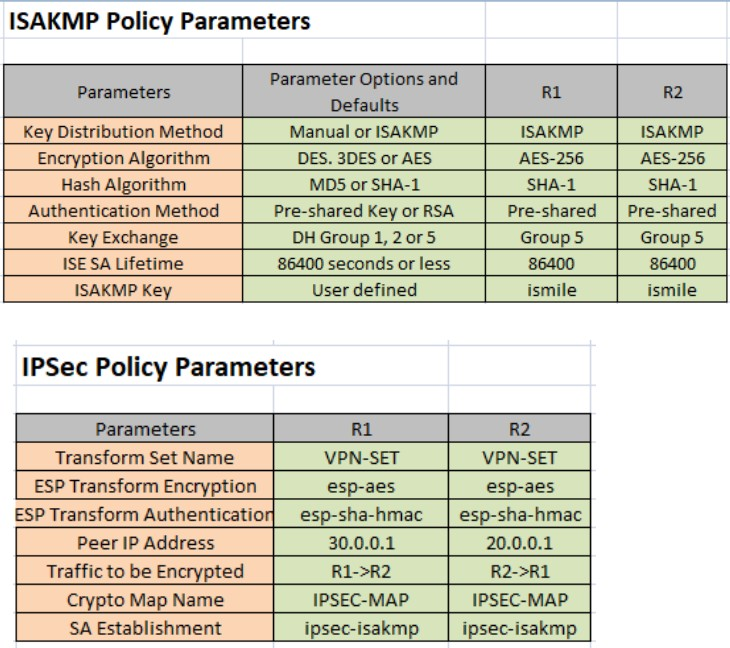 ISAKMP Policy Parameters
Parameters Parameter Options and Defaults R1 R2
Key Distribution Method Manual or ISAKMP ISAKMP ISAKMP
Encryption Algorithm DES. 3DES or AES AES-256 AES-256
Hash Algorithm MD5 or SHA-1 SHA-1 SHA-1
Authentication Method Pre-shared Key or RSA Pre-shared Pre-shared
Key Exchange DH Group 1, 2 or 5 Group 5 Group 5
ISE SA Lifetime 86400 seconds or less 86400 86400
ISAKMP Key User defined ismile ismile
IPSec Policy Parameters
Parameters R1 R2
Transform Set Name VPN-SET VPN-SET
ESP Transform Encryption esp-aes esp-aes
ESP Transform Authentication esp-sha-hmac esp-sha-hmac
Peer IP Address 30.0.0.1 20.0.0.1
Traffic to be Encrypted R1->R2 R2->R1
Crypto Map Name IPSEC-MAP IPSEC-MAP
SA Establishment ipsec-isakmp ipsec-isakmp